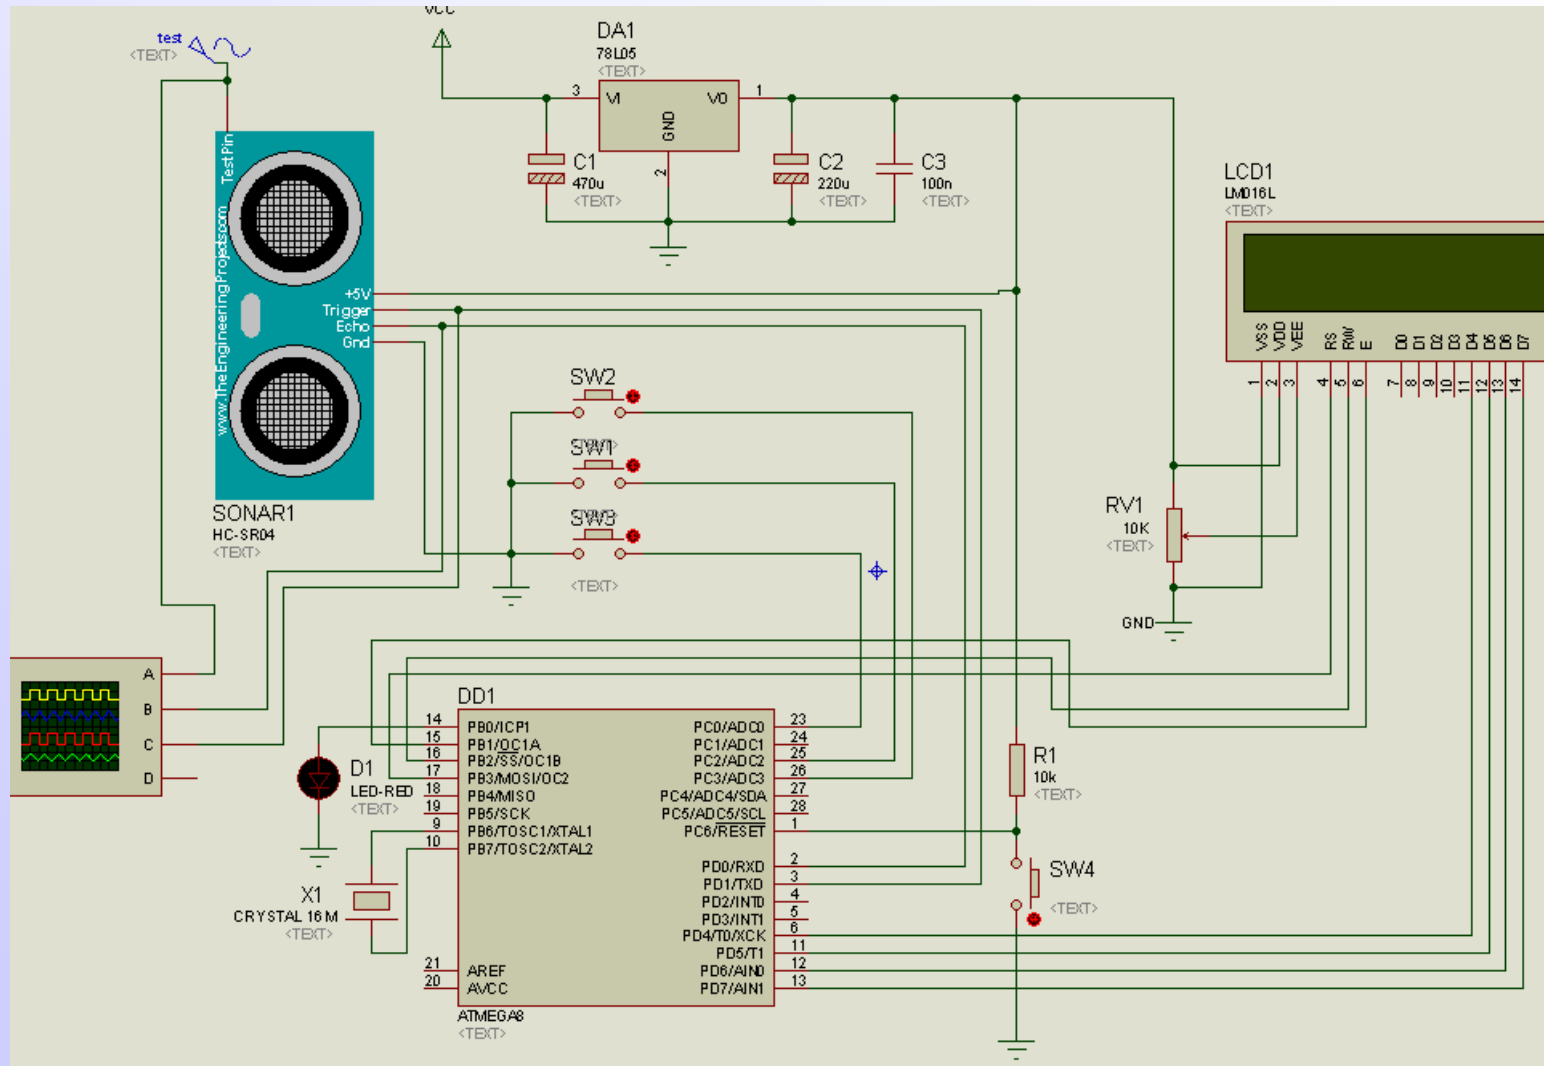 VCC
test
<TEXT>
DA1
78L05
<TEXT>
3
VI
VO
1
GND
2
C1
470u
<TEXT>
C2
220u
<TEXT>
C3
100n
<TEXT>
TestPin
www.TheEngineeringProjects.com
+5V
Trigger
Echo
Gnd
SONAR1
HC-SR04
<TEXT>
LCD1
LM016L
<TEXT>
VSS
VDD
VEE
RS
RW
E
D0
D1
D2
D3
D4
D5
D6
D7
1
2
3
4
5
6
7
8
9
10
11
12
13
14
SW2
<TEXT>
SW1
<TEXT>
SW3
<TEXT>
RV1
10K
<TEXT>
GND
A
B
C
D
DD1
14
PB0/ICP1
15
PB1/OC1A
16
PB2/SS/OC1B
17
PB3/MOSI/OC2
18
PB4/MISO
19
PB5/SCK
9
PB6/TOSC1/XTAL1
10
PB7/TOSC2/XTAL2
21
AREF
20
AVCC
PC0/ADC0
23
PC1/ADC1
24
PC2/ADC2
25
PC3/ADC3
26
PC4/ADC4/SDA
27
PC5/ADC5/SCL
28
PC6/RESET
1
PD0/RXD
2
PD1/TXD
3
PD2/INT0
4
PD3/INT1
5
PD4/T0/XCK
6
PD5/T1
11
PD6/AIN0
12
PD7/AIN1
13
ATMEGA8
<TEXT>
D1
LED-RED
<TEXT>
X1
CRYSTAL 16M
<TEXT>
R1
10k
<TEXT>
SW4
<TEXT>